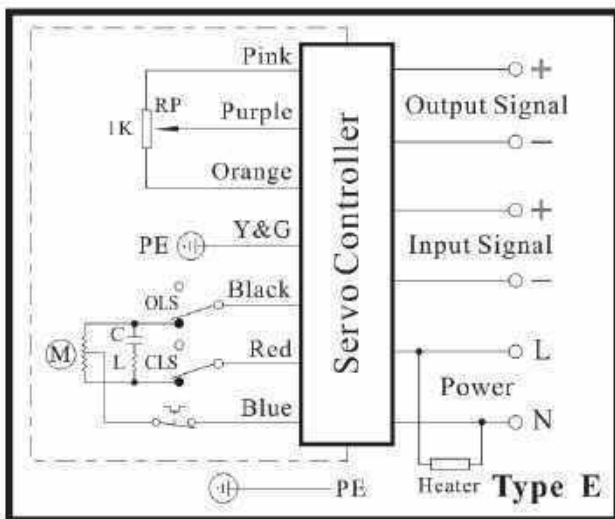 Pink
RP
1K
Purple
Orange
PE
Y&G
OLS
Black
C
M
L
CLS
Red
Blue
PE
Servo Controller
+
Output Signal
−
+
Input Signal
−
L
Power
N
Heater
Type E